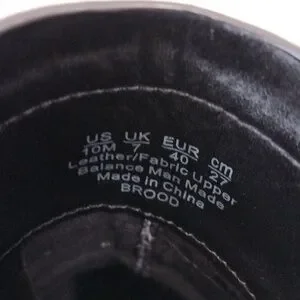 US UK EUR cm
10M 7 40 27
Leather/Fabric Upper
Balance Man Made
Made in China
BROOD